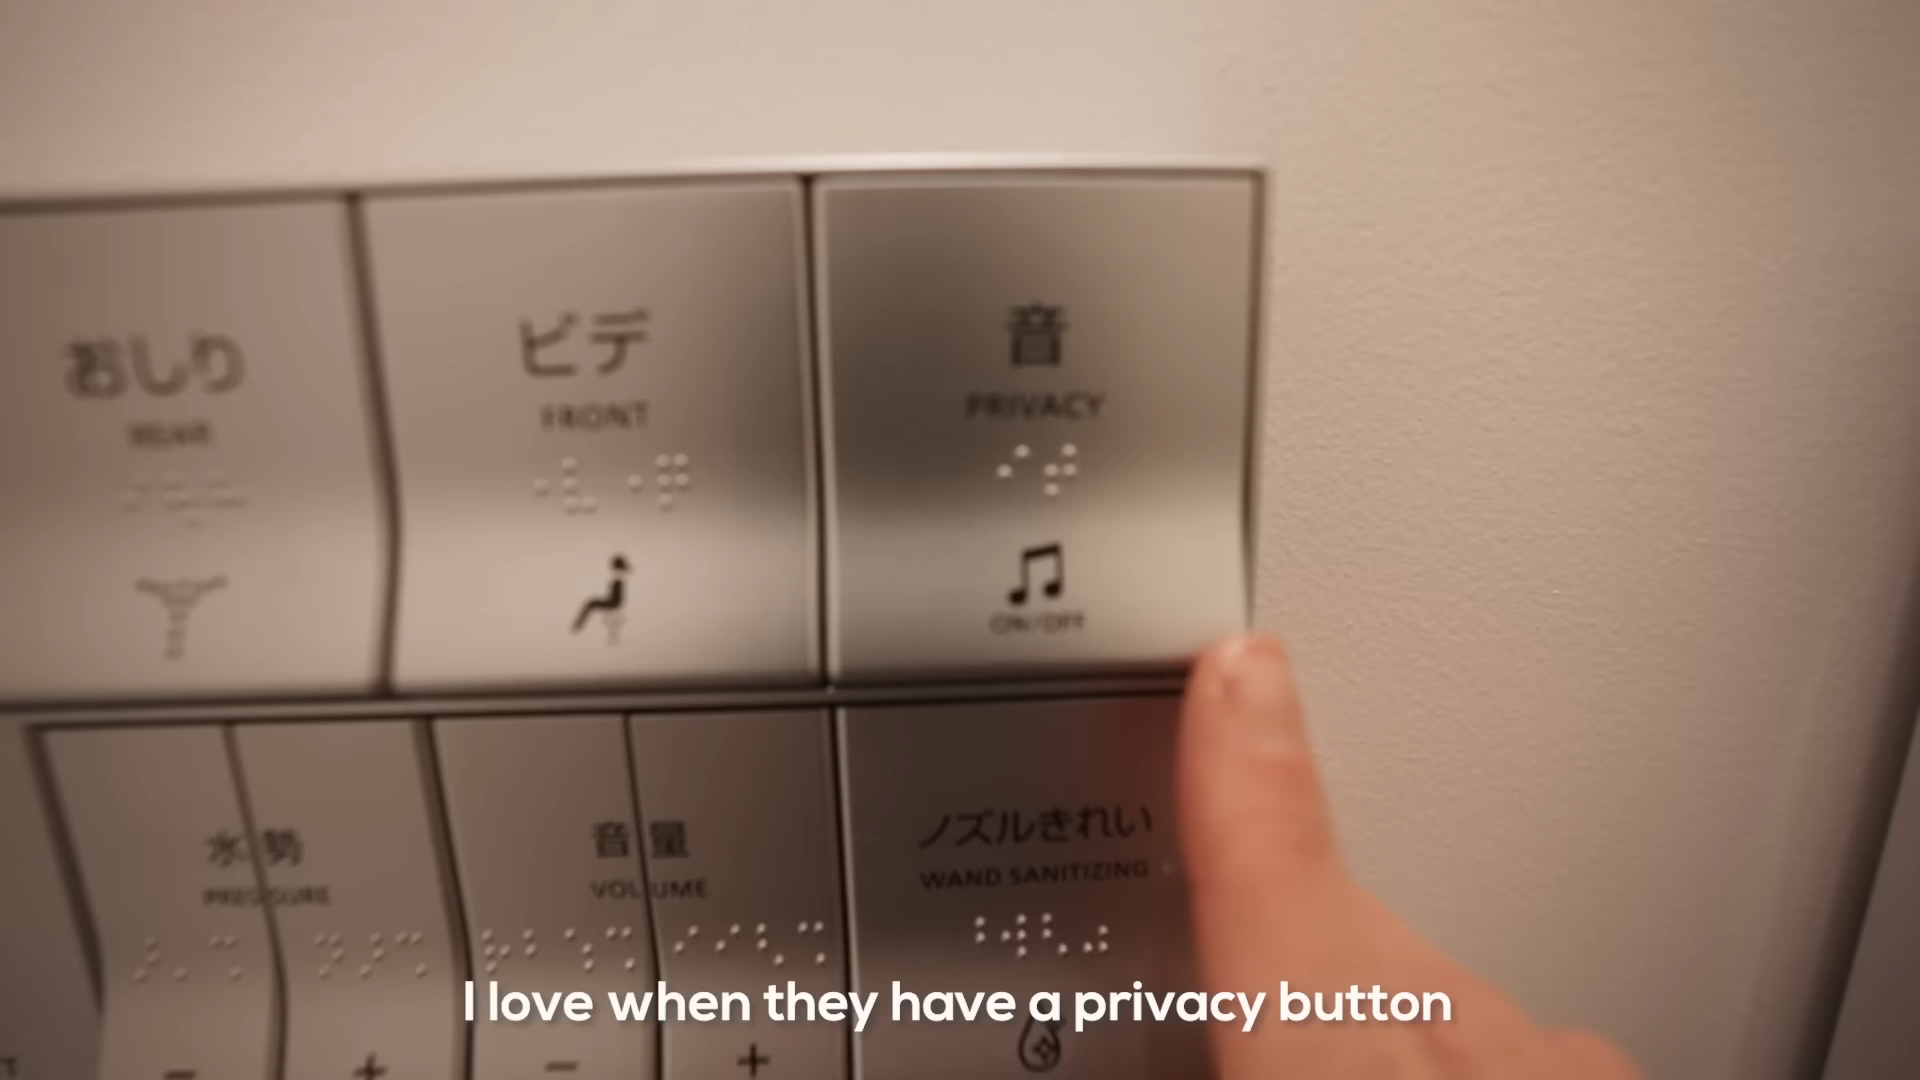 おしり
REAR
ビデ
FRONT
音
PRIVACY
ON/OFF
水勢
PRESSURE
音量
VOLUME
ノズルきれい
WAND SANITIZING
- +
- +
I love when they have a privacy button